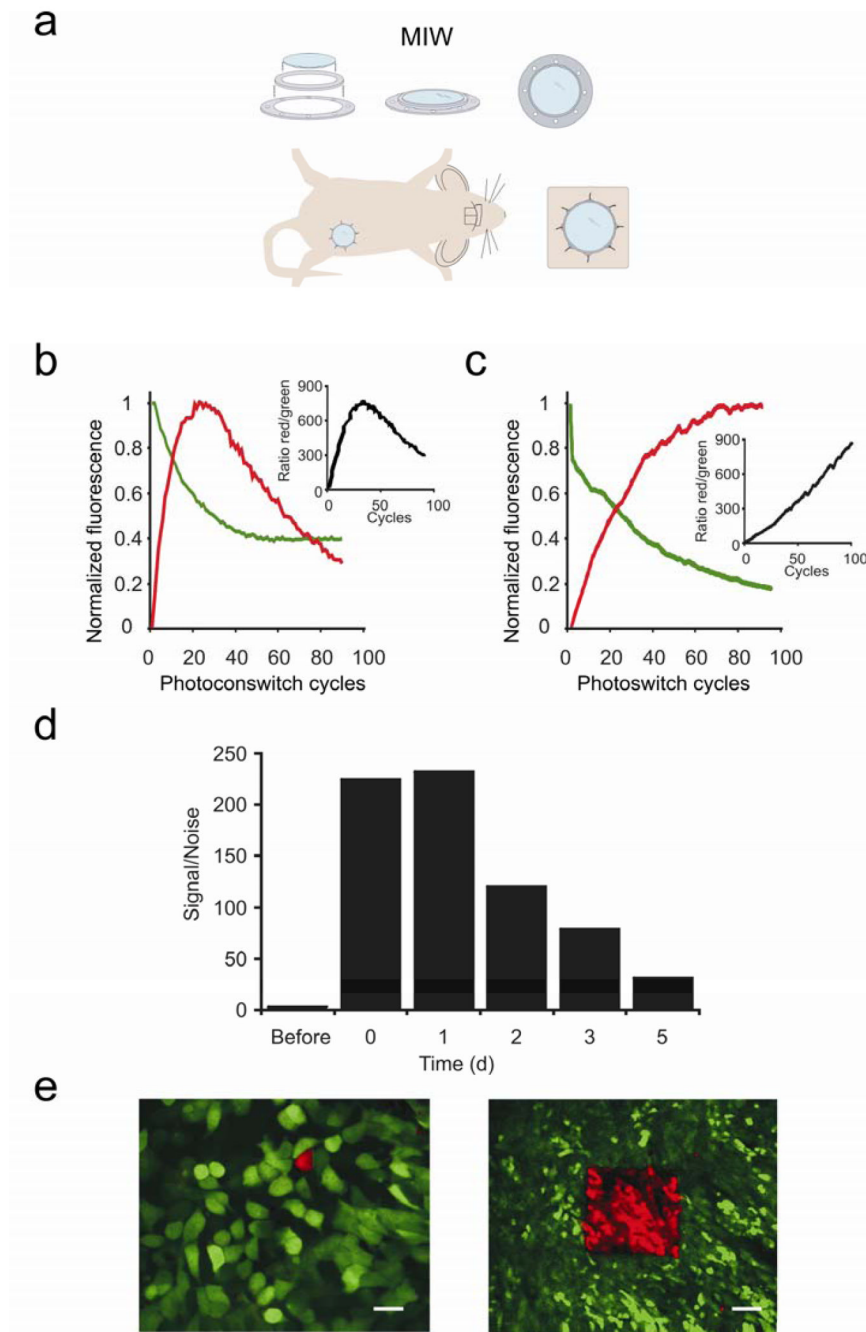 a
MIW
b
Normalized fluorescence
1
0.8
0.6
0.4
0.2
0
0 20 40 60 80 100
Photoconswitch cycles
Ratio red/green
900
600
300
0
0 50 100
Cycles
c
Normalized fluorescence
1
0.8
0.6
0.4
0.2
0
0 20 40 60 80 100
Photoswitch cycles
Ratio red/green
900
600
300
0
0 50 100
Cycles
d
Signal/Noise
250
200
150
100
50
0
Before 0 1 2 3 5
Time (d)
e